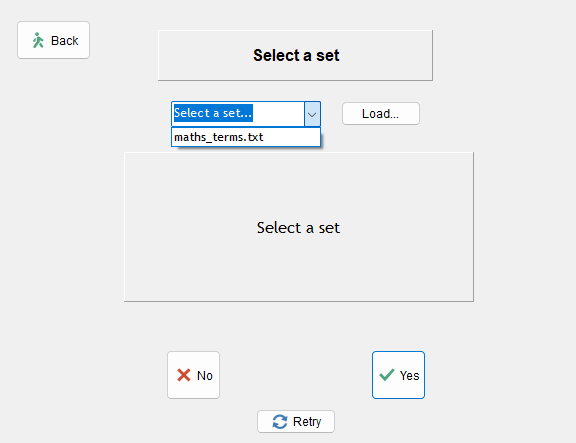 Back
Select a set
Select a set...
Load...
maths_terms.txt
Select a set
No
Yes
Retry